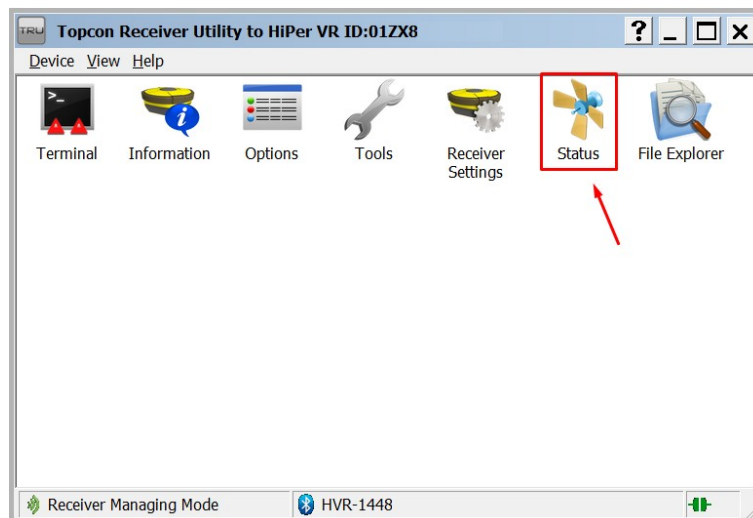 TRU Topcon Receiver Utility to HiPer VR ID:01ZX8
Device View Help
>_
Terminal
Information
Options
Tools
Receiver
Settings
Status
File Explorer
Receiver Managing Mode
HVR-1448